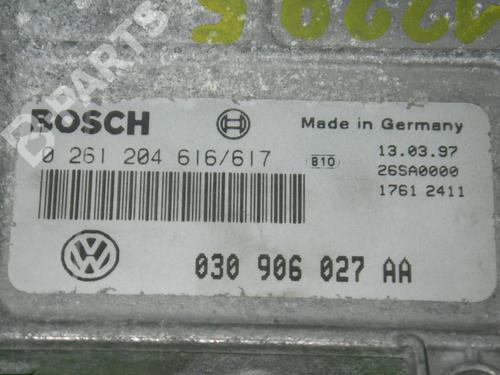 BOSCH
Made in Germany
0 261 204 616/617
810
13.03.97
26SA0000
1761 2411
030 906 027 AA
B-PARTS